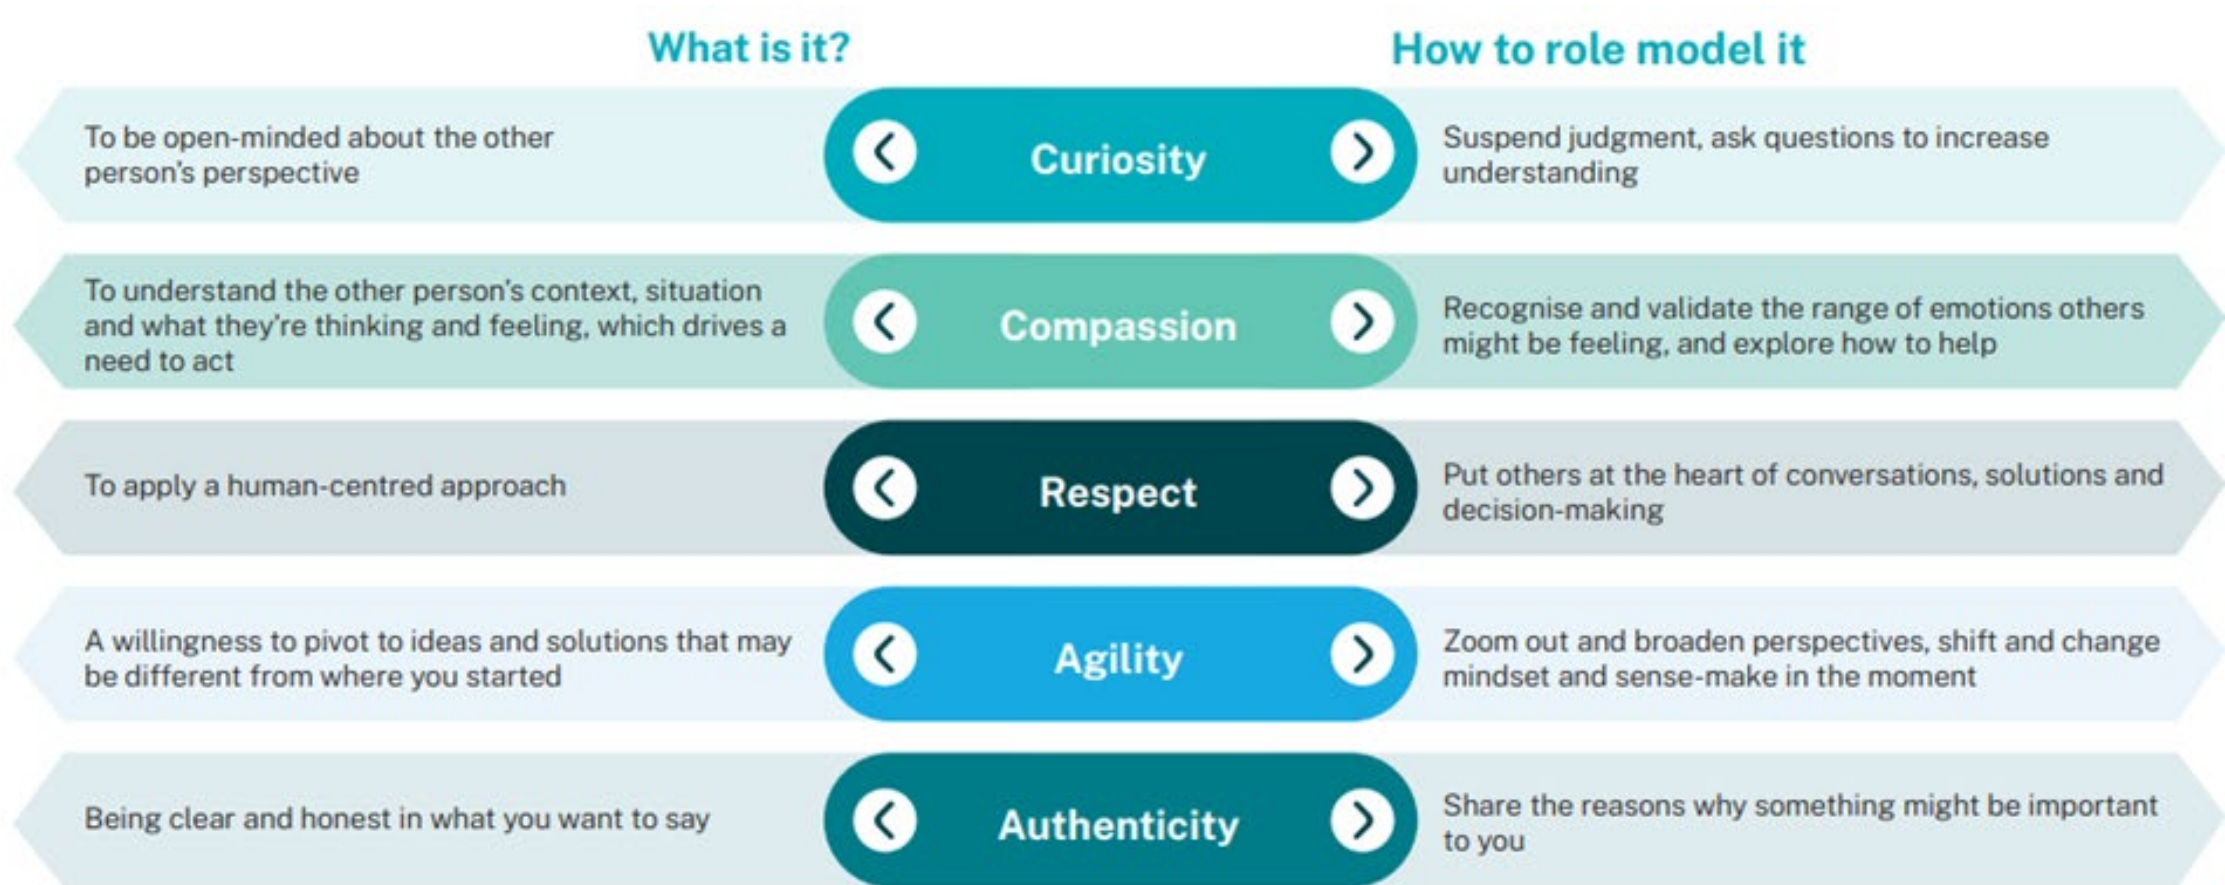 What is it?
How to role model it
To be open-minded about the other
person's perspective
Curiosity
Suspend judgment, ask questions to increase
understanding
To understand the other person's context, situation
and what they're thinking and feeling, which drives a
need to act
Compassion
Recognise and validate the range of emotions others
might be feeling, and explore how to help
To apply a human-centred approach
Respect
Put others at the heart of conversations, solutions and
decision-making
A willingness to pivot to ideas and solutions that may
be different from where you started
Agility
Zoom out and broaden perspectives, shift and change
mindset and sense-make in the moment
Being clear and honest in what you want to say
Authenticity
Share the reasons why something might be important
to you